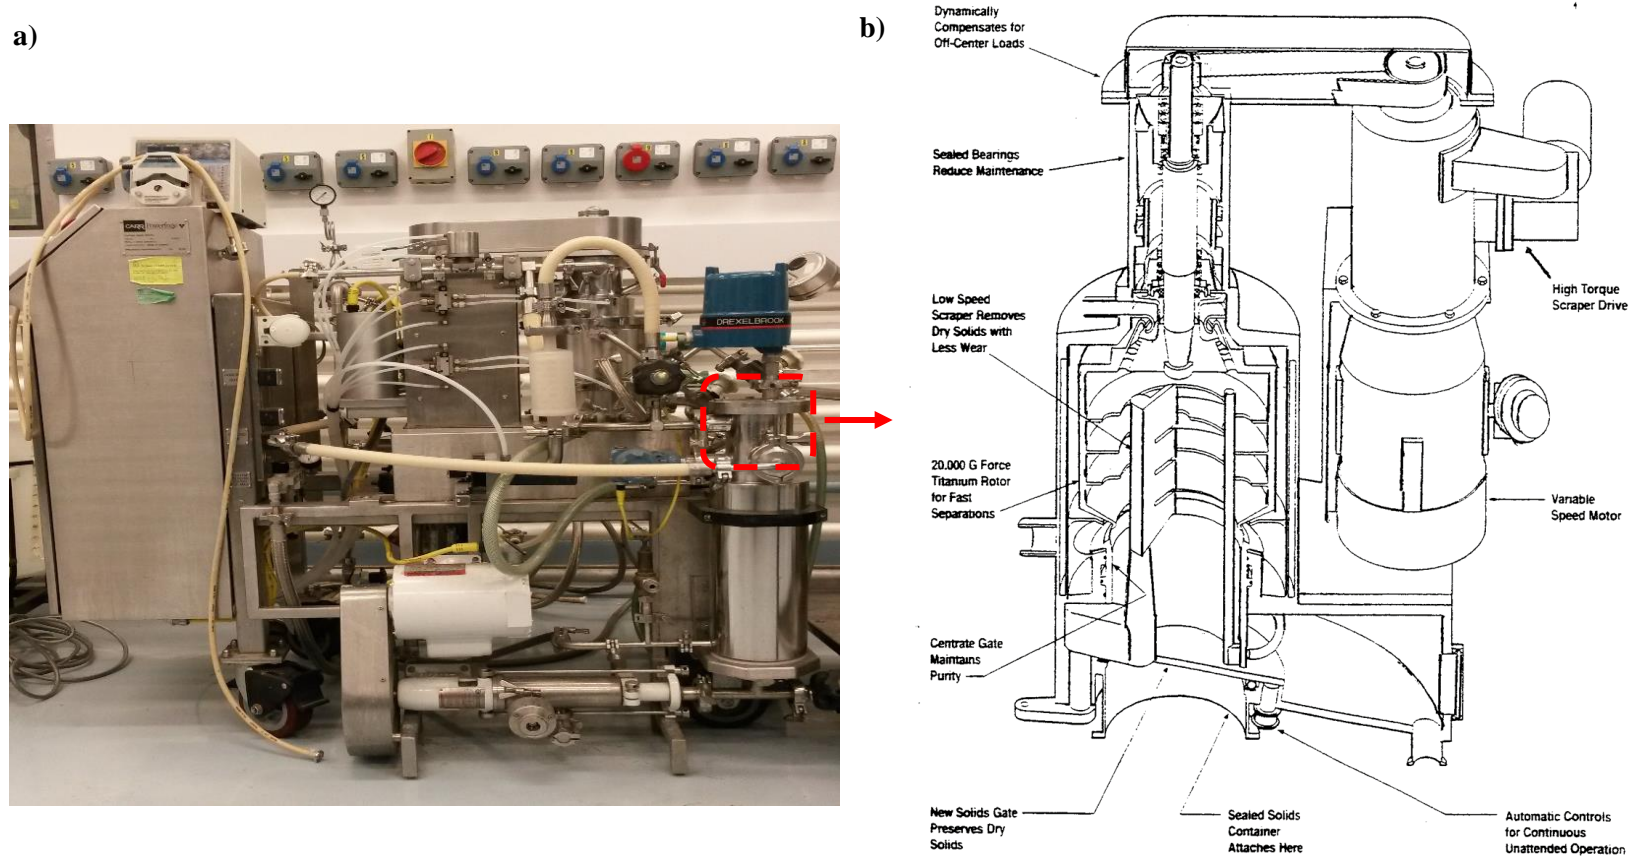 a)
CARR
DREXELBROOK
b)
Dynamically
Compensates for
Off-Center Loads
Sealed Bearings
Reduce Maintenance
High Torque
Scraper Drive
Low Speed
Scraper Removes
Dry Solids with
Less Wear
20.000 G Force
Titanium Rotor
for Fast
Separations
Variable
Speed Motor
Centrate Gate
Maintains
Purity
New Solids Gate
Preserves Dry
Solids
Sealed Solids
Container
Attaches Here
Automatic Controls
for Continuous
Unattended Operation